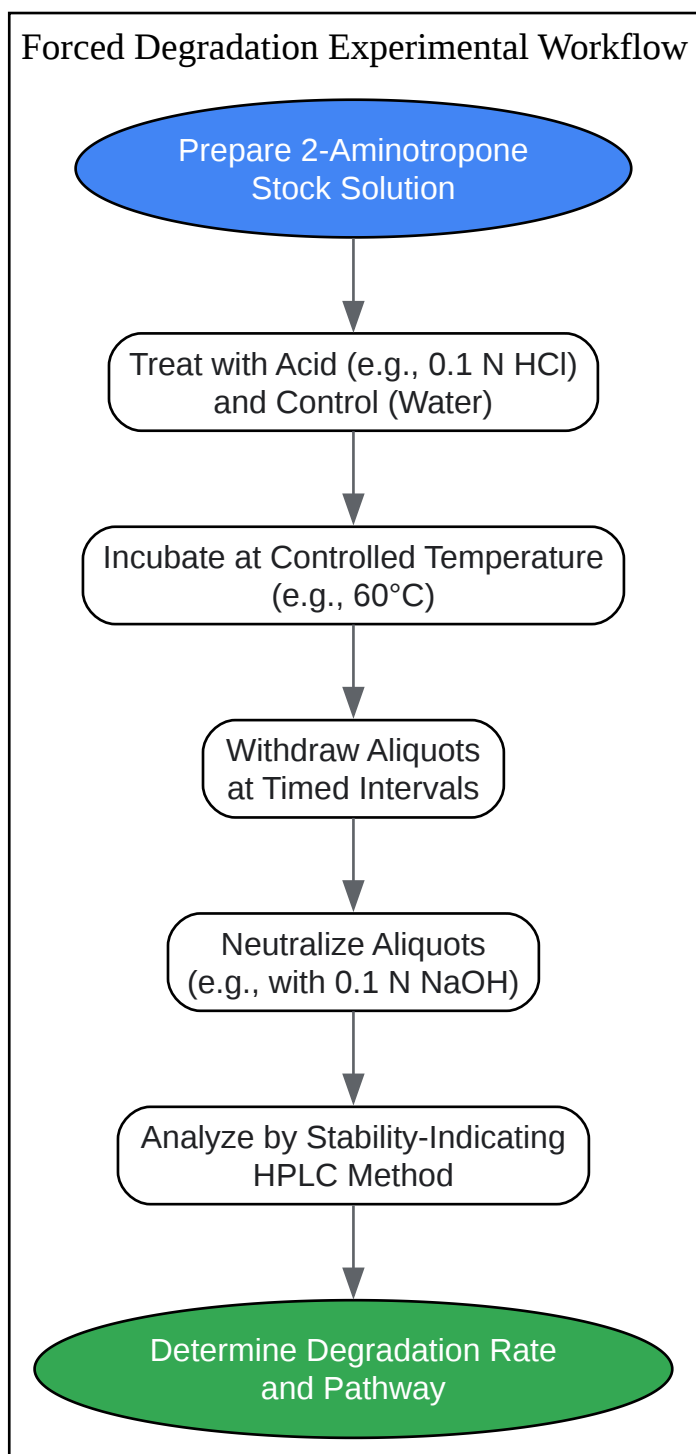 Forced Degradation Experimental Workflow
Prepare 2-Aminotropone
Stock Solution
Treat with Acid (e.g., 0.1 N HCl)
and Control (Water)
Incubate at Controlled Temperature
(e.g., 60°C)
Withdraw Aliquots
at Timed Intervals
Neutralize Aliquots
(e.g., with 0.1 N NaOH)
Analyze by Stability-Indicating
HPLC Method
Determine Degradation Rate
and Pathway